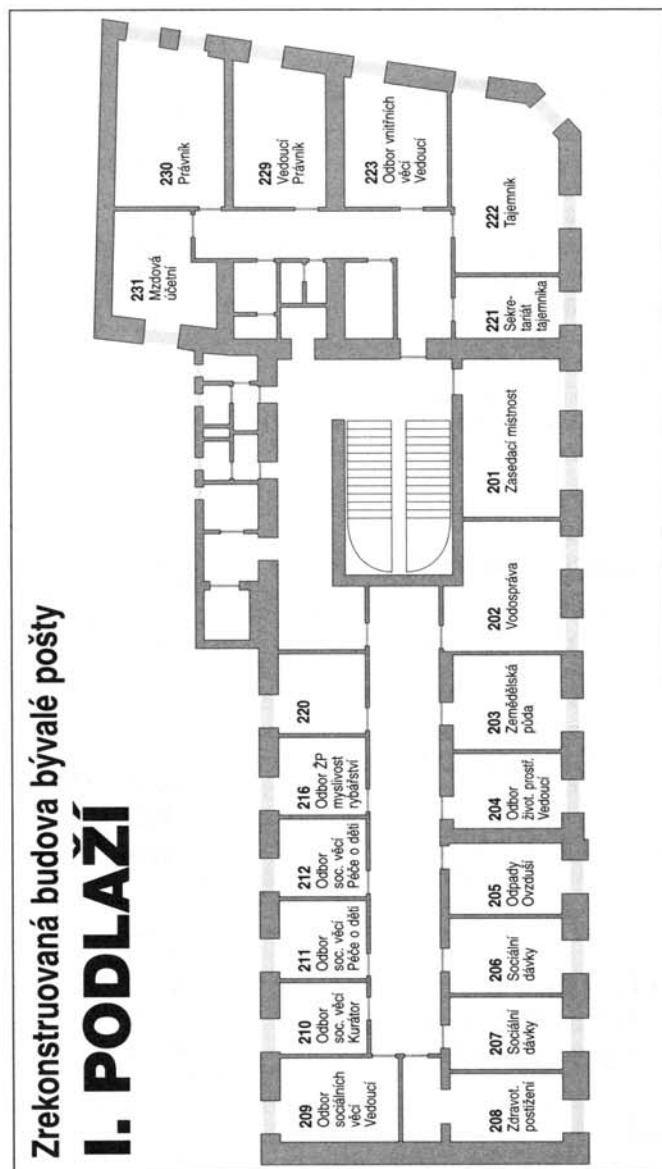 Zrekonstruovaná budova bývalé pošty
I. PODLAŽÍ
209
Odbor
sociálních
věcí
Vedoucí
210
Odbor
soc. věcí
Kurátor
211
Odbor
soc. věcí
Péče o děti
212
Odbor
soc. věcí
Péče o děti
216
Odbor ŽP
myslivost
rybářství
220
231
Mzdová
účetní
230
Právník
229
Vedoucí
Právník
223
Odbor vnitřních
věcí
Vedoucí
208
Zdravot.
postižení
207
Sociální
dávky
206
Sociální
dávky
205
Odpady
Ovzduší
204
Odbor
život. prostř.
Vedoucí
203
Zemědělská
půda
202
Vodospráva
201
Zasedací místnost
221
Sekre-
tariát
tajemníka
222
Tajemník